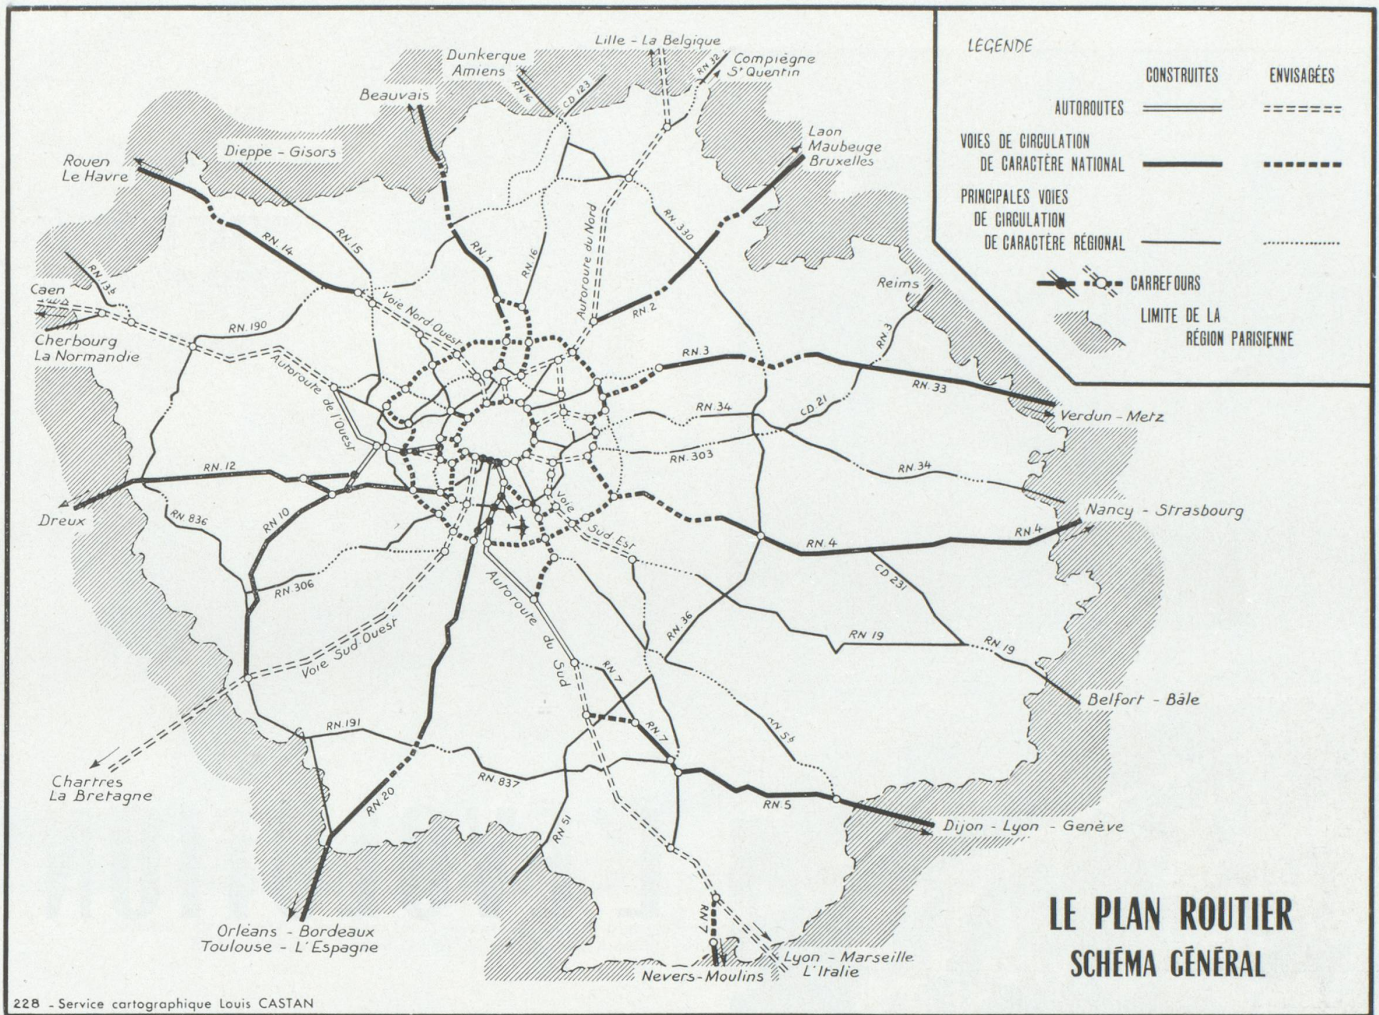 Lille - La Belgique
Dunkerque
Amiens
RN 16
CD 123
RN 32
Compiègne
St Quentin
Beauvais
Laon
Maubeuge
Bruxelles
Dieppe - Gisors
Rouen
Le Havre
RN. 14
RN. 15
RN. 1
RN. 16
Autoroute du Nord
RN. 330
RN. 2
RN. 13b
Caen
Cherbourg
La Normandie
RN. 190
Voie Nord Ouest
Autoroute de l'Ouest
Reims
RN. 3
RN. 3
RN. 33
Verdun - Metz
RN. 34
CD 21
RN. 303
RN. 34
RN. 12
Dreux
RN. 10
RN. 836
RN. 306
Voie Sud Est
Nancy - Strasbourg
RN. 4
RN 4
CD 231
Autoroute du Sud
RN. 36
RN 19
RN 19
Belfort - Bâle
Voie Sud Ouest
RN. 7
RN 7
RN 5b
RN. 191
RN 837
RN. 20
RN 51
RN. 5
Dijon - Lyon - Genève
Chartres
La Bretagne
Orléans - Bordeaux
Toulouse - L'Espagne
RN 7
Nevers-Moulins
Lyon - Marseille
L'Italie
LEGENDE
CONSTRUITES
ENVISAGÉES
AUTOROUTES
VOIES DE CIRCULATION
DE CARACTÈRE NATIONAL
PRINCIPALES VOIES
DE CIRCULATION
DE CARACTÈRE RÉGIONAL
CARREFOURS
LIMITE DE LA
RÉGION PARISIENNE
LE PLAN ROUTIER
SCHÉMA GÉNÉRAL
228 - Service cartographique Louis CASTAN